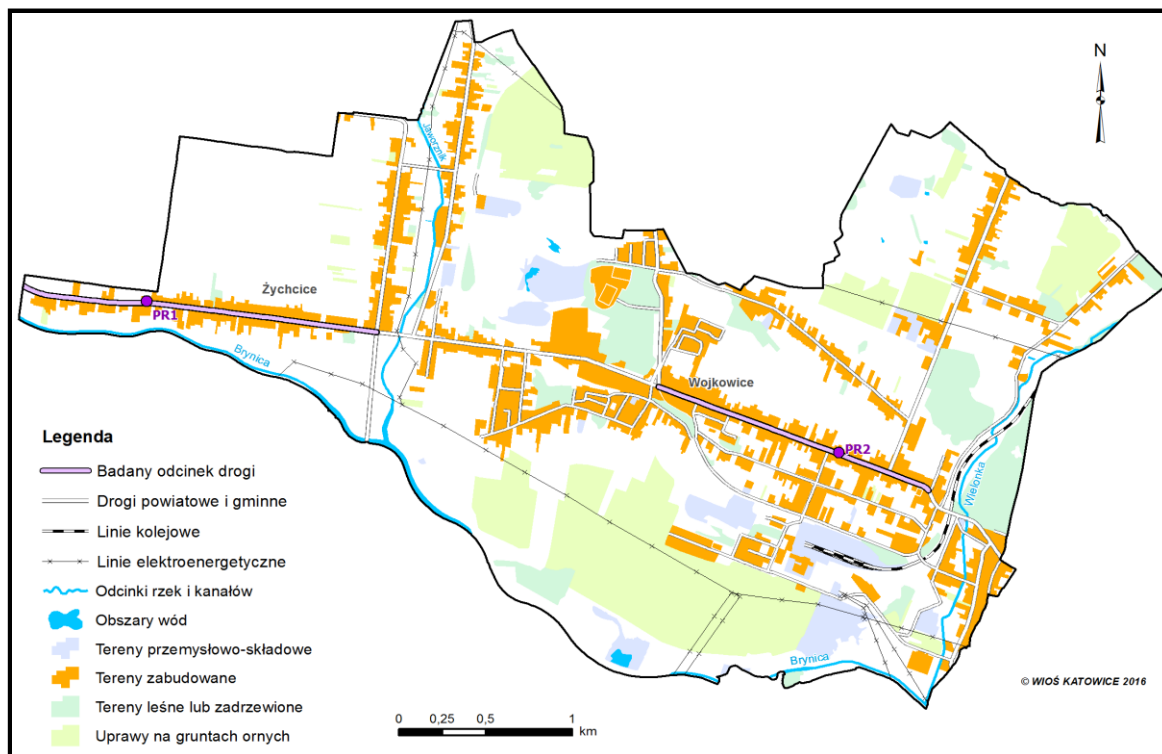 N
Jaworznik
Żychcice
PR1
Brynica
Wojkowice
PR2
Wielonka
Brynica
Legenda
Badany odcinek drogi
Drogi powiatowe i gminne
Linie kolejowe
Linie elektroenergetyczne
Odcinki rzek i kanałów
Obszary wód
Tereny przemysłowo-składowe
Tereny zabudowane
Tereny leśne lub zadrzewione
Uprawy na gruntach ornych
0 0,25 0,5 1
km
© WIOŚ KATOWICE 2016